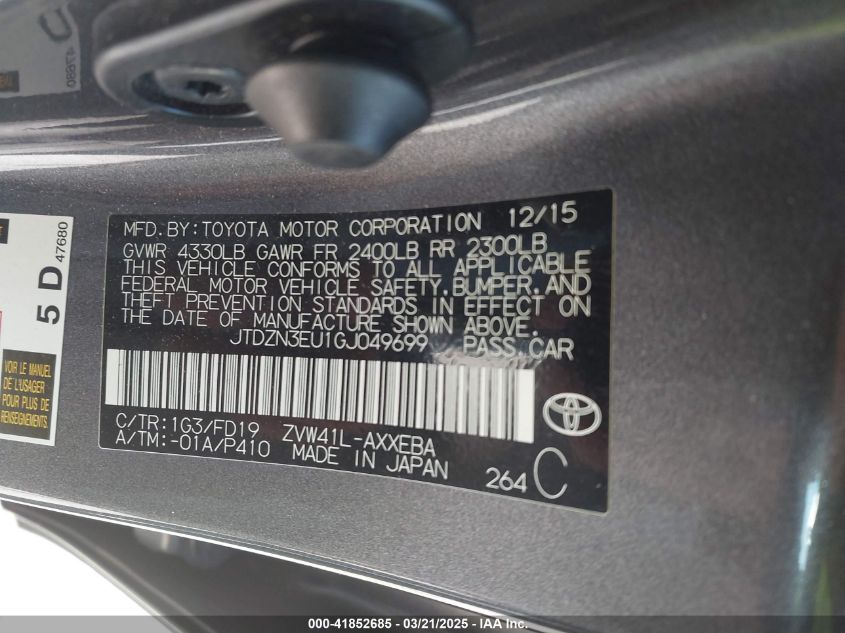 MFD. BY: TOYOTA MOTOR CORPORATION 12/15
GVWR 4330LB GAWR FR 2400LB RR 2300LB
THIS VEHICLE CONFORMS TO ALL APPLICABLE
FEDERAL MOTOR VEHICLE SAFETY, BUMPER, AND
THEFT PREVENTION STANDARDS IN EFFECT ON
THE DATE OF MANUFACTURE SHOWN ABOVE.
JTDZN3EU1GJ049699 PASS. CAR
C/TR: 1G3/FD19 ZVW41L-AXXEBA
A/TM: -01A/P410 MADE IN JAPAN
264 C
5 D
47680
VOIR LE MANUEL
DE L'USAGER
POUR PLUS DE
RENSEIGNEMENTS.
000-41852685 - 03/21/2025 - IAA Inc.